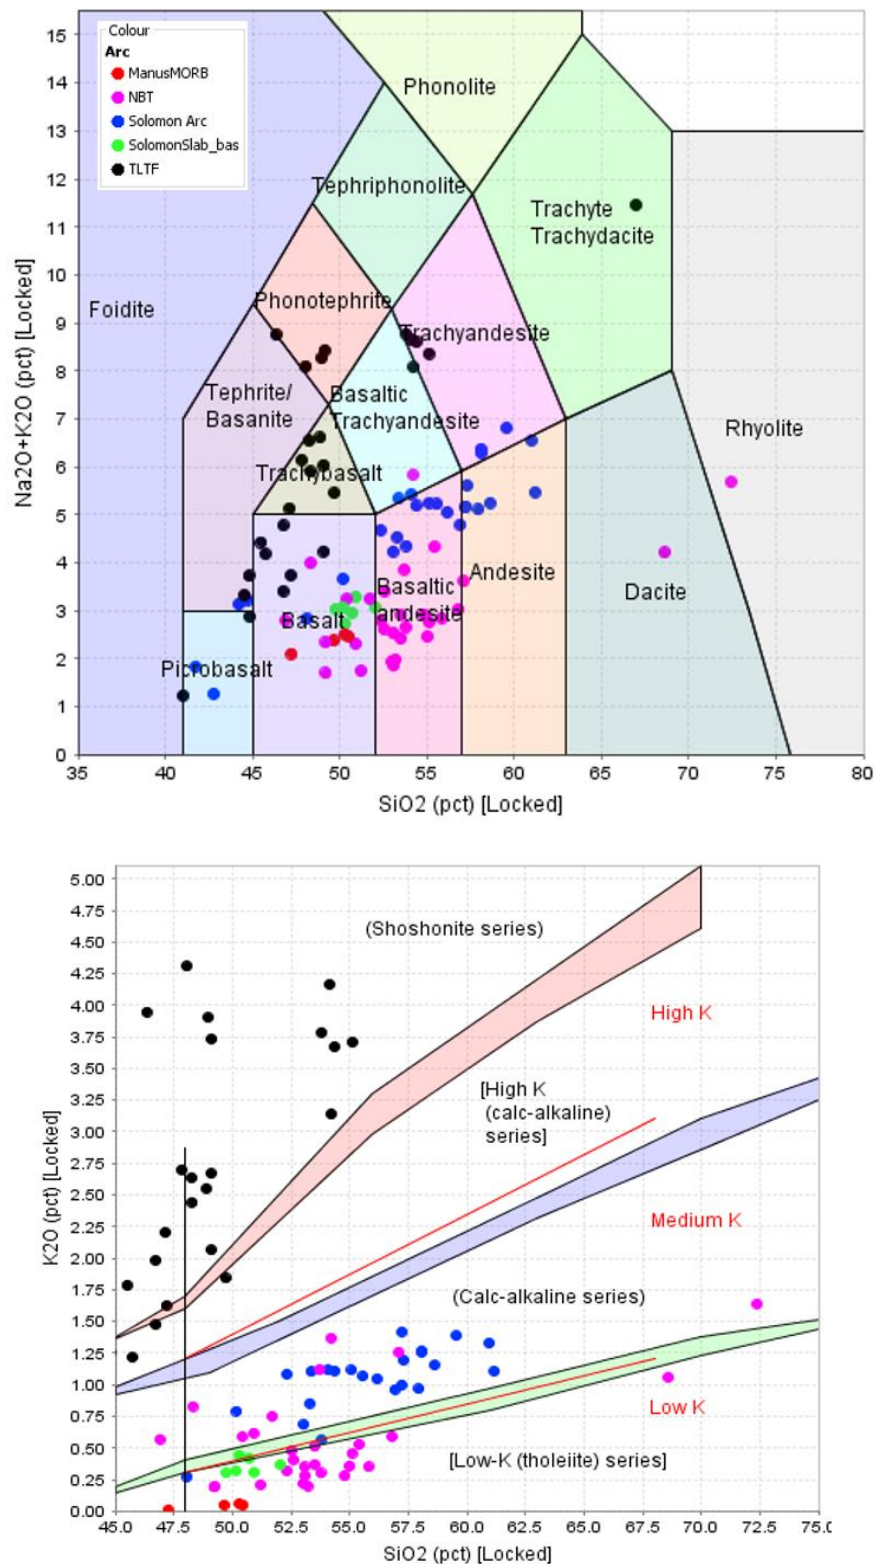 15
14
13
12
11
10
9
8
7
6
5
4
3
2
1
0
Na2O+K2O (pct) [Locked]
Colour
Arc
ManusMORB
NBT
Solomon Arc
SolomonSlab_bas
TLTF
Phonolite
Tephriphonolite
Trachyte
Trachydacite
Foidite
Phonotephrite
Trachyandesite
Tephrite/
Basanite
Basaltic
Trachyandesite
Rhyolite
Trachybasalt
Basaltic
andesite
Andesite
Dacite
Basalt
Picrobasalt
35 40 45 50 55 60 65 70 75 80
SiO2 (pct) [Locked]
5.00
4.75
4.50
4.25
4.00
3.75
3.50
3.25
3.00
2.75
2.50
2.25
2.00
1.75
1.50
1.25
1.00
0.75
0.50
0.25
0.00
K2O (pct) [Locked]
(Shoshonite series)
High K
[High K
(calc-alkaline)
series]
Medium K
(Calc-alkaline series)
Low K
[Low-K (tholeiite) series]
45.0 47.5 50.0 52.5 55.0 57.5 60.0 62.5 65.0 67.5 70.0 72.5 75.0
SiO2 (pct) [Locked]